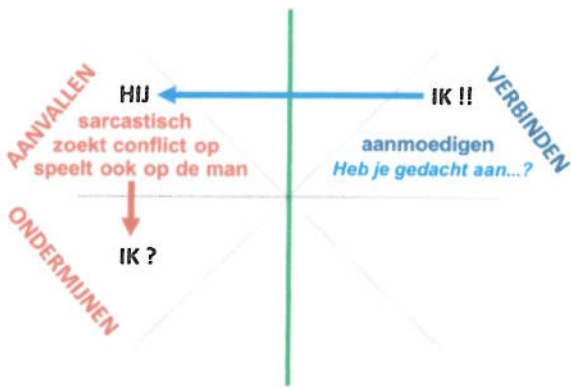 AANVALLEN
HIJ
sarcastisch
zoekt conflict op
speelt ook op de man
ONDERMIJNEN
IK ?
IK !!
VERBINDEN
aanmoedigen
Heb je gedacht aan...?